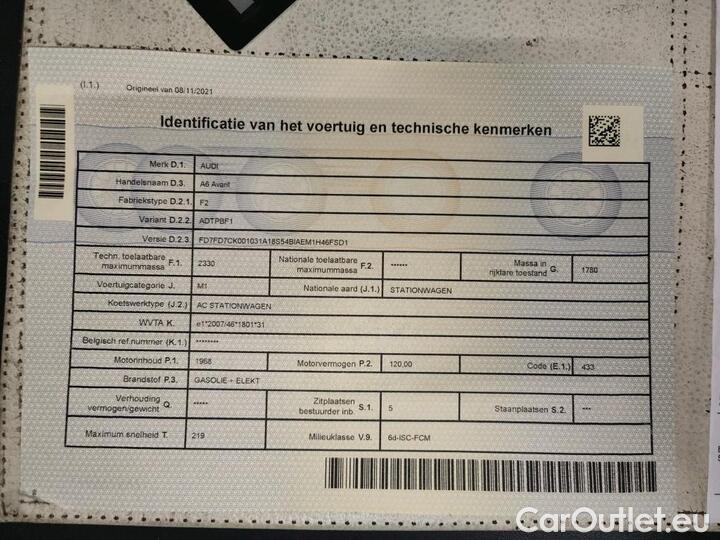 (I.1.) Origineel van 08/11/2021
Identificatie van het voertuig en technische kenmerken
Merk D.1. AUDI
Handelsnaam D.3. A6 Avant
Fabriekstype D.2.1. F2
Variant D.2.2. ADTPBF1
Versie D.2.3. FD7FD7CK001031A18S54BIAEM1H46FSD1
Techn. toelaatbare maximummassa F.1. 2330 Nationale toelaatbare maximummassa F.2. ****** Massa in rijklare toestand G. 1780
Voertuigcategorie J. M1 Nationale aard (J.1.) STATIONWAGEN
Koetswerktype (J.2.) AC STATIONWAGEN
WVTA K. e1*2007/46*1801*31
Belgisch ref.nummer (K.1.) ********
Motorinhoud P.1. 1968 Motorvermogen P.2. 120,00 Code (E.1.) 433
Brandstof P.3. GASOLIE + ELEKT
Verhouding vermogen/gewicht Q. ***** Zitplaatsen bestuurder inb. S.1. 5 Staanplaatsen S.2. ***
Maximum snelheid T. 219 Milieuklasse V.9. 6d-ISC-FCM
CarOutlet.eu